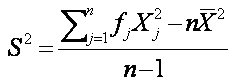 S² = (∑ⁿⱼ₌₁ fⱼXⱼ² − nX̄²) / (n−1)